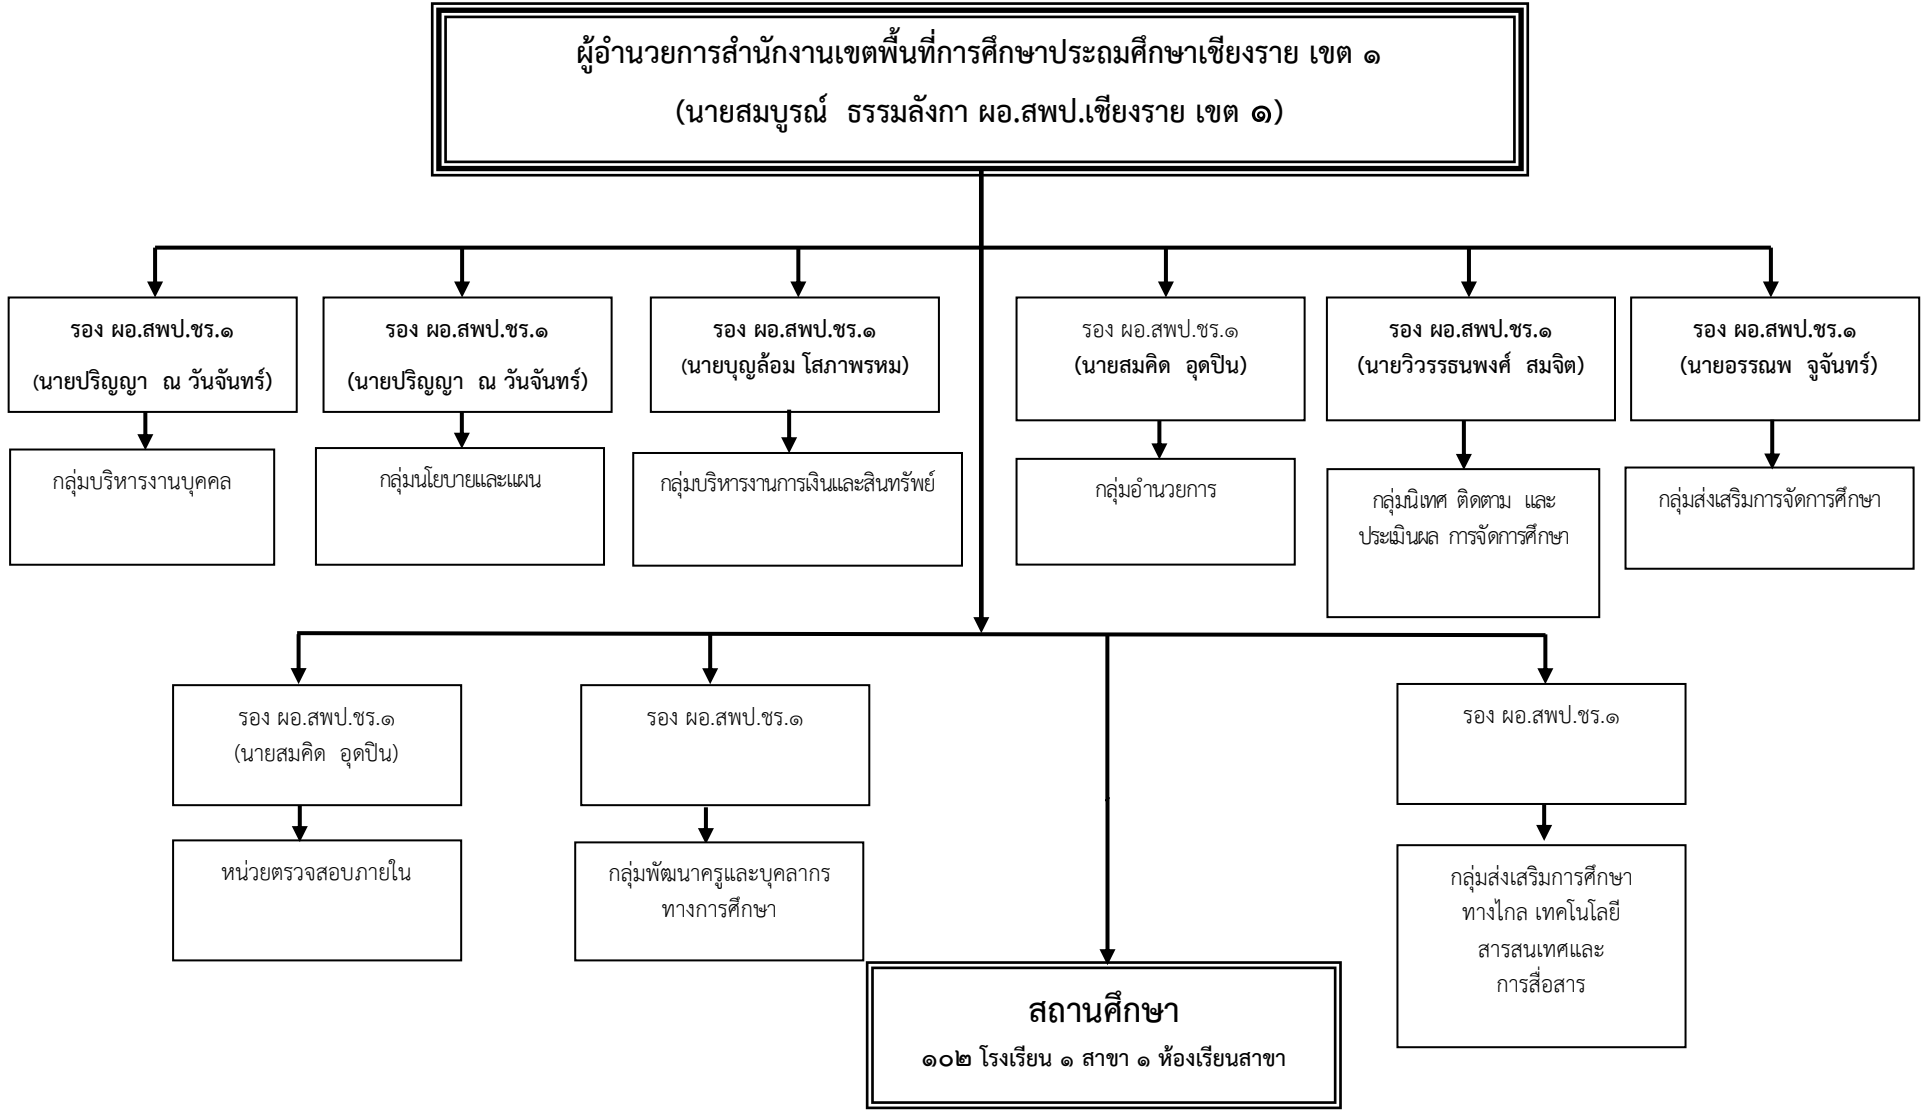 ผู้อำนวยการสำนักงานเขตพื้นที่การศึกษาประถมศึกษาเชียงราย เขต ๑
(นายสมบูรณ์ ธรรมลังกา ผอ.สพป.เชียงราย เขต ๑)
รอง ผอ.สพป.ชร.๑
(นายปริญญา ณ วันจันทร์)
รอง ผอ.สพป.ชร.๑
(นายปริญญา ณ วันจันทร์)
รอง ผอ.สพป.ชร.๑
(นายบุญล้อม โสภาพรหม)
รอง ผอ.สพป.ชร.๑
(นายสมคิด อุดปิน)
รอง ผอ.สพป.ชร.๑
(นายวิวรรธนพงศ์ สมจิต)
รอง ผอ.สพป.ชร.๑
(นายอรรณพ จูจันทร์)
กลุ่มบริหารงานบุคคล
กลุ่มนโยบายและแผน
กลุ่มบริหารงานการเงินและสินทรัพย์
กลุ่มอำนวยการ
กลุ่มนิเทศ ติดตาม และ
ประเมินผล การจัดการศึกษา
กลุ่มส่งเสริมการจัดการศึกษา
รอง ผอ.สพป.ชร.๑
(นายสมคิด อุดปิน)
รอง ผอ.สพป.ชร.๑
รอง ผอ.สพป.ชร.๑
หน่วยตรวจสอบภายใน
กลุ่มพัฒนาครูและบุคลากร
ทางการศึกษา
กลุ่มส่งเสริมการศึกษา
ทางไกล เทคโนโลยี
สารสนเทศและ
การสื่อสาร
สถานศึกษา
๑๐๒ โรงเรียน ๑ สาขา ๑ ห้องเรียนสาขา